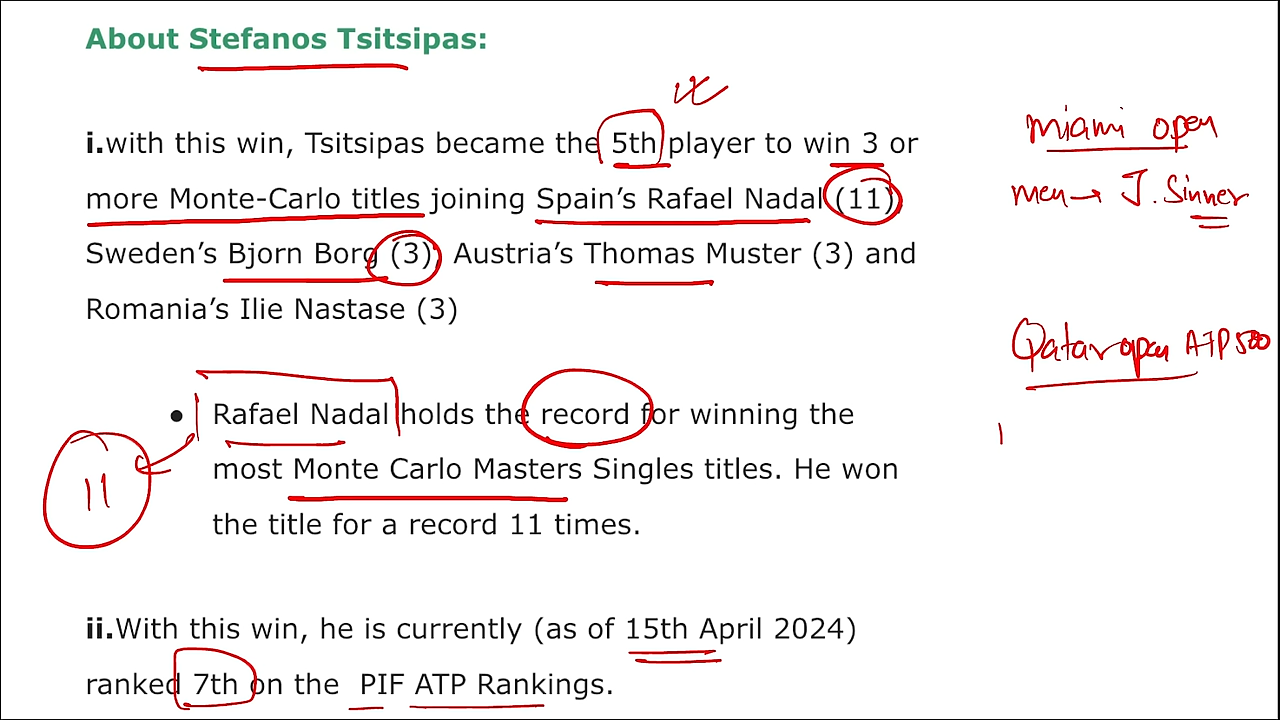 About Stefanos Tsitsipas:
i.with this win, Tsitsipas became the 5th player to win 3 or
more Monte-Carlo titles joining Spain’s Rafael Nadal (11),
Sweden’s Bjorn Borg (3), Austria’s Thomas Muster (3) and
Romania’s Ilie Nastase (3)
• Rafael Nadal holds the record for winning the
most Monte Carlo Masters Singles titles. He won
the title for a record 11 times.
11
ii.With this win, he is currently (as of 15th April 2024)
ranked 7th on the PIF ATP Rankings.
miami open
men → J. Sinner
Qatar open ATP 500